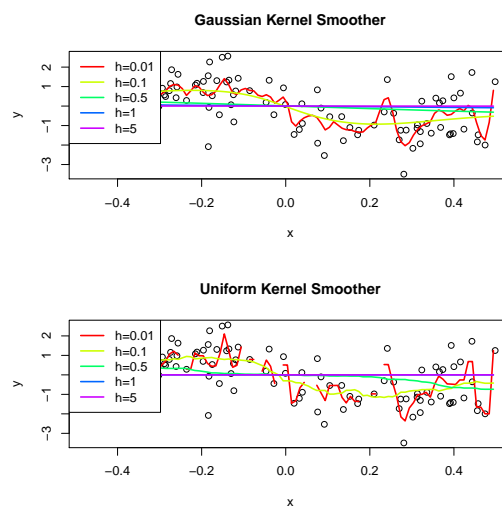 Gaussian Kernel Smoother
y
2
1
-1
-3
h=0.01
h=0.1
h=0.5
h=1
h=5
-0.4
-0.2
0.0
0.2
0.4
x
Uniform Kernel Smoother
y
2
1
-1
-3
h=0.01
h=0.1
h=0.5
h=1
h=5
-0.4
-0.2
0.0
0.2
0.4
x